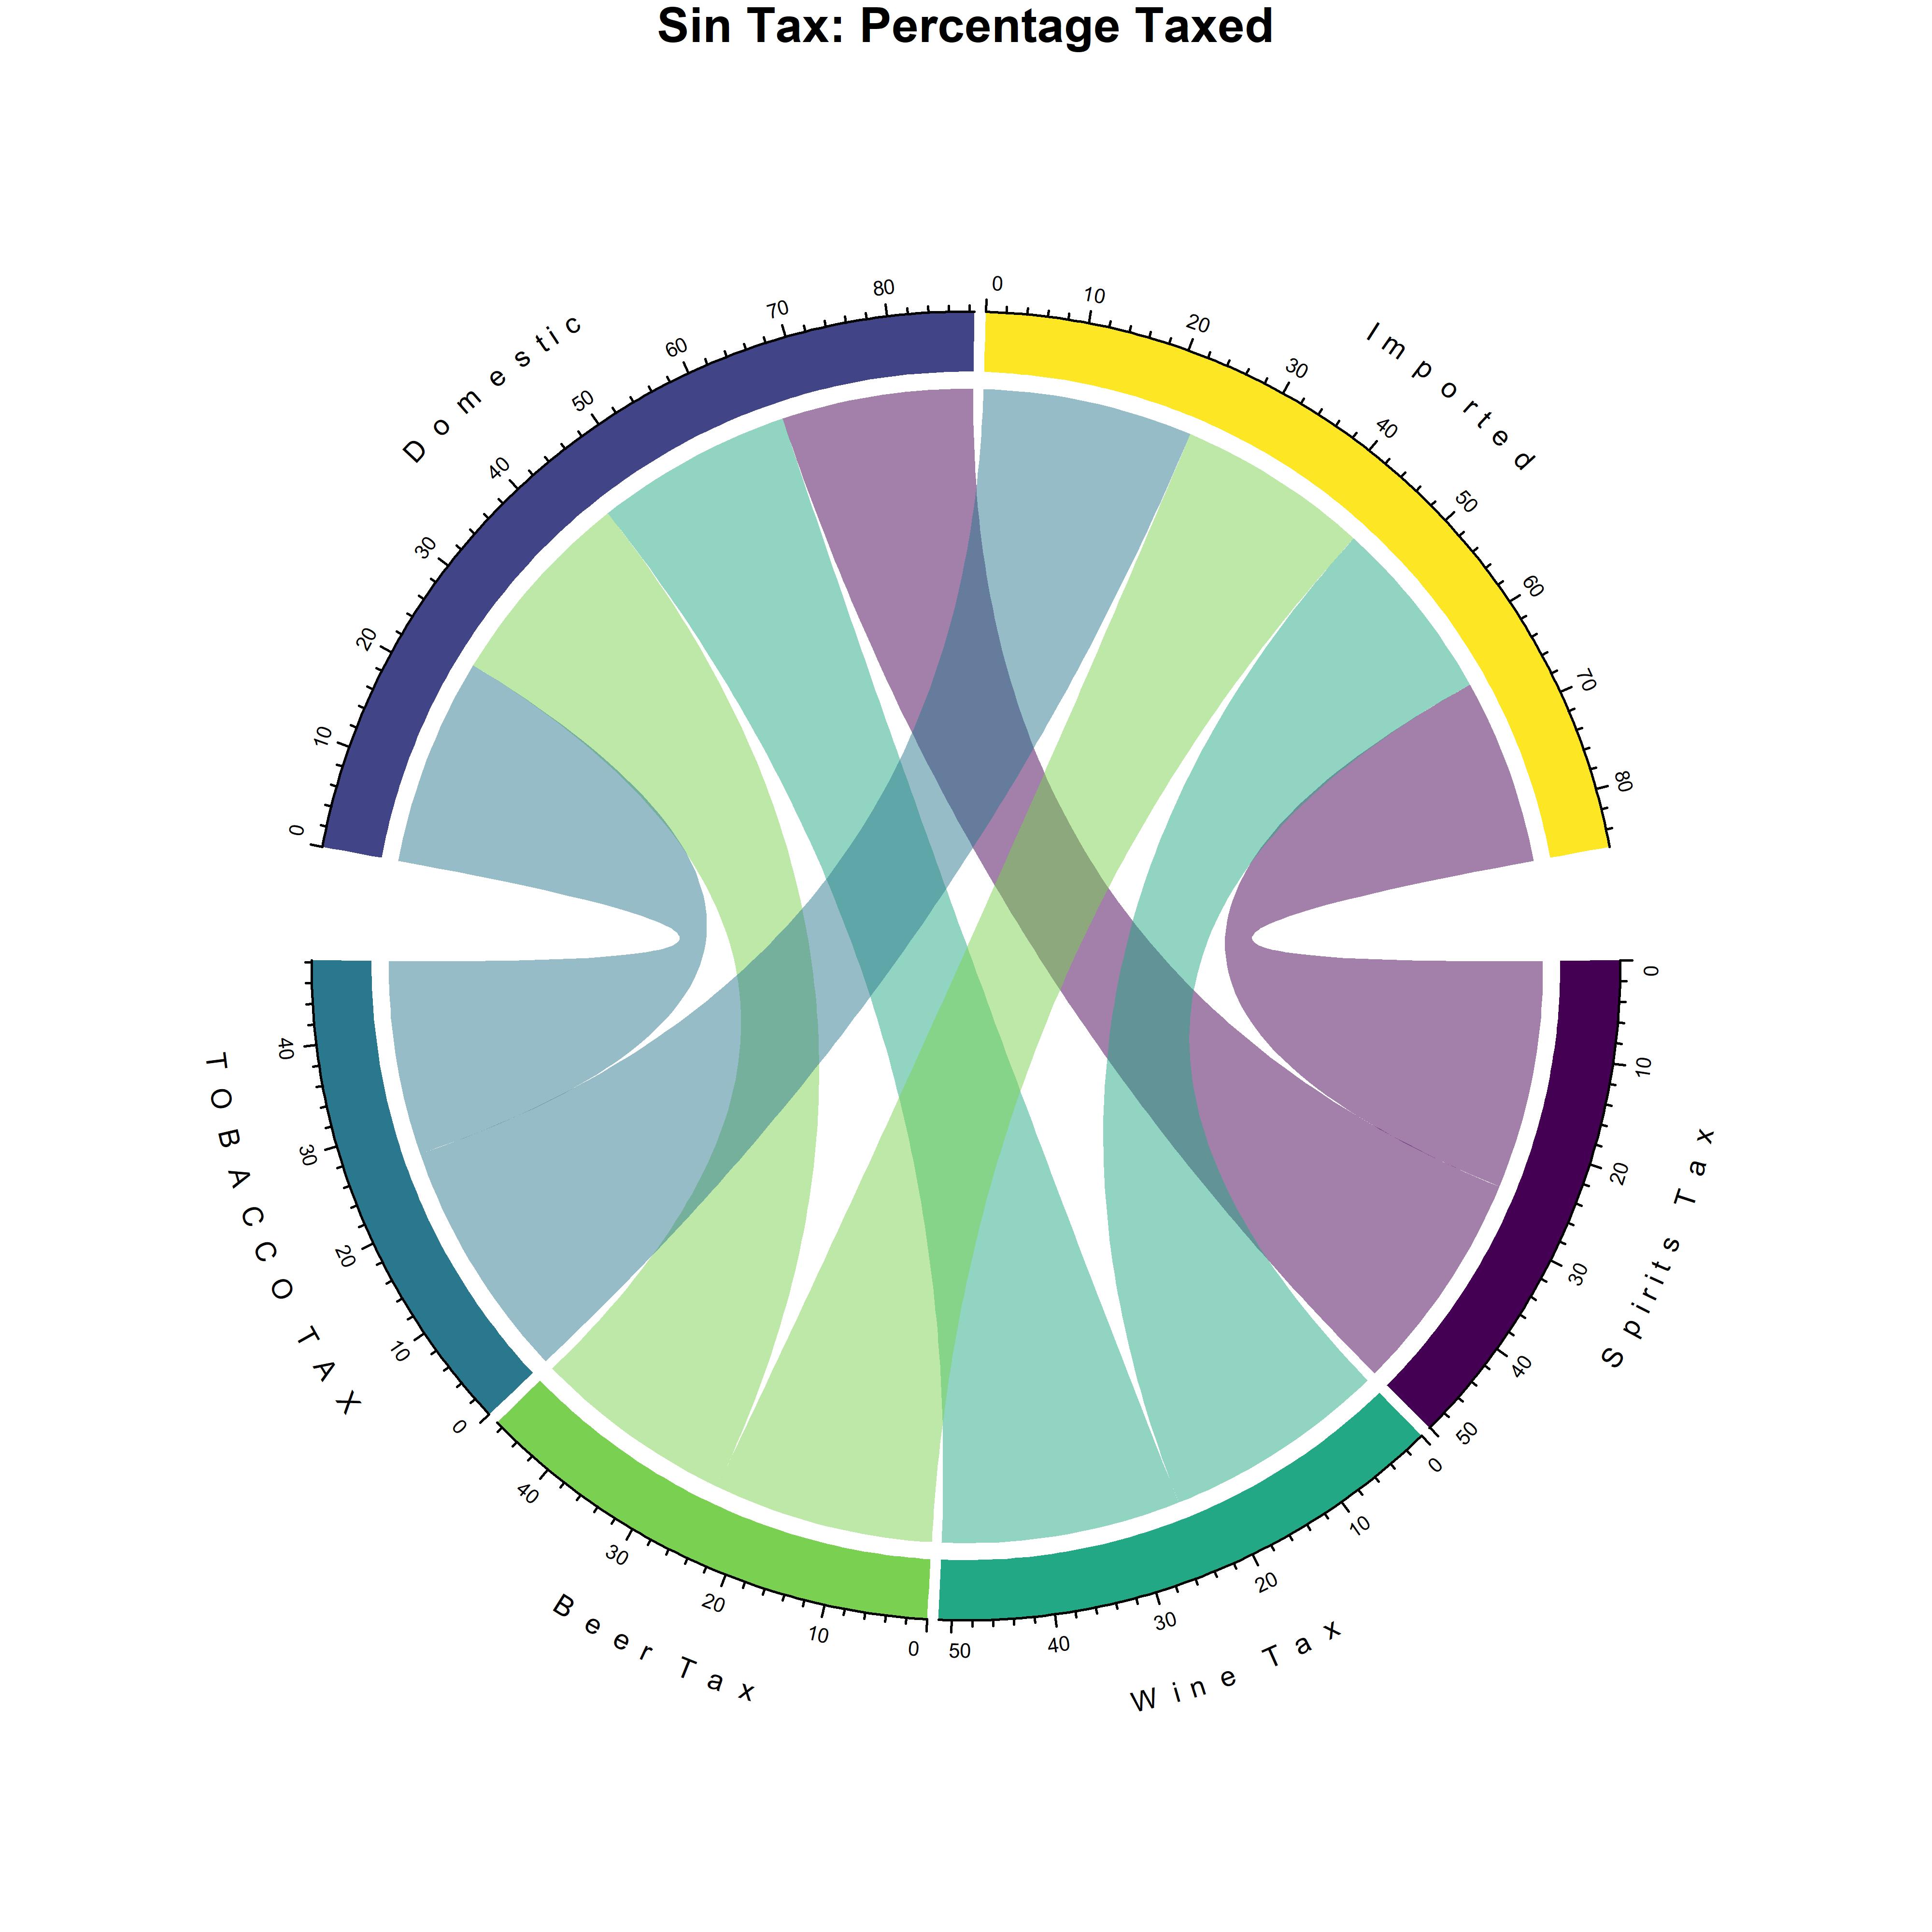 Sin Tax: Percentage Taxed
Domestic
0 10 20 30 40 50 60 70 80
Imported
0 10 20 30 40 50 60 70 80
Spirits Tax
0 10 20 30 40 50
Wine Tax
0 10 20 30 40 50
Beer Tax
0 10 20 30 40
TOBACCO TAX
0 10 20 30 40